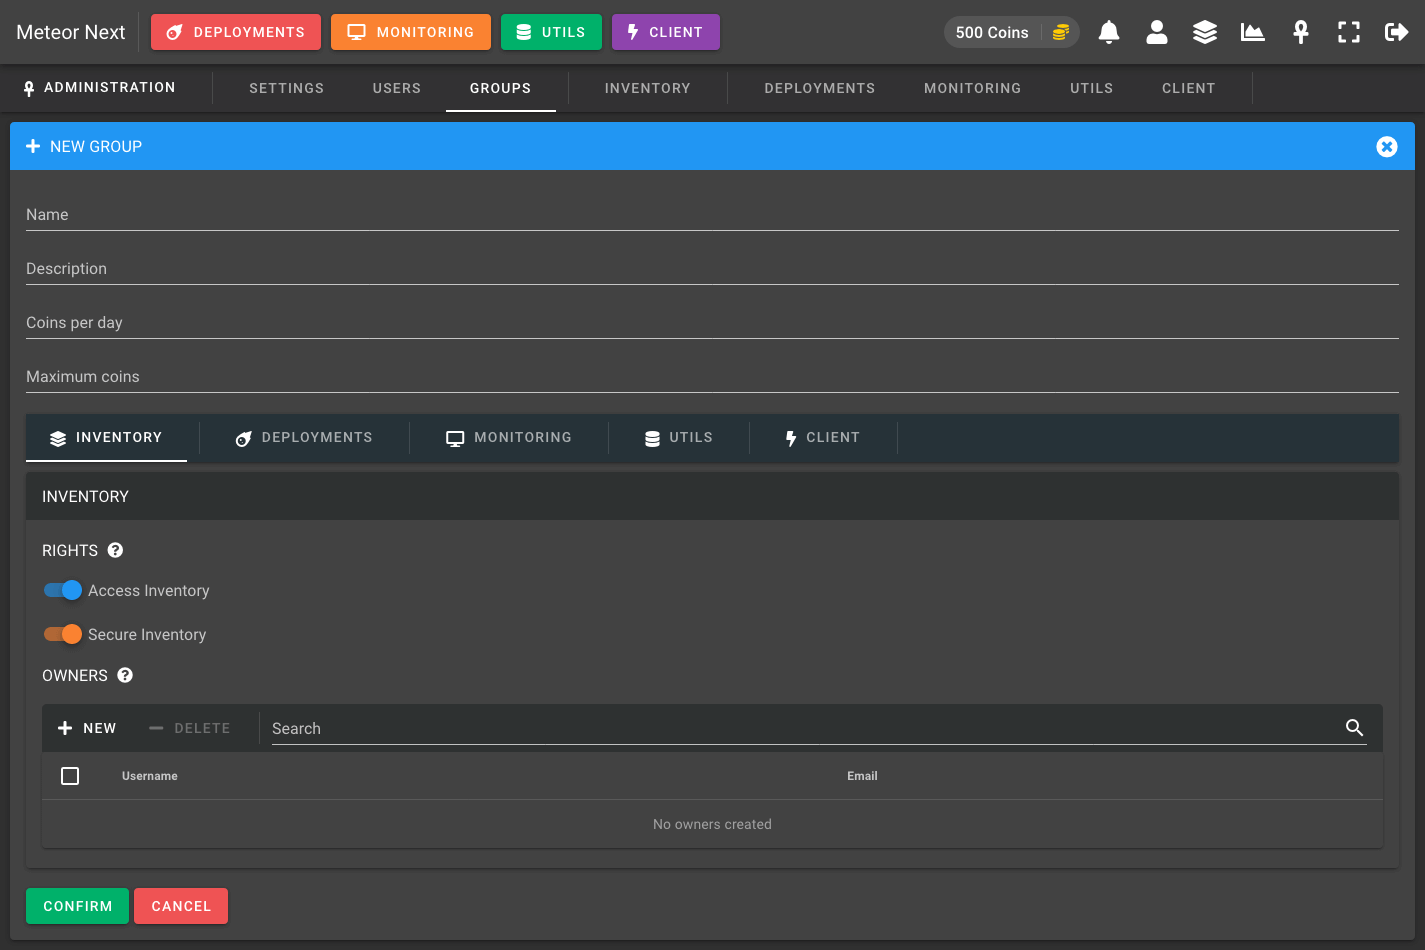 Meteor Next DEPLOYMENTS MONITORING UTILS CLIENT 500 Coins
ADMINISTRATION SETTINGS USERS GROUPS INVENTORY DEPLOYMENTS MONITORING UTILS CLIENT
NEW GROUP
Name
Description
Coins per day
Maximum coins
INVENTORY DEPLOYMENTS MONITORING UTILS CLIENT
INVENTORY
RIGHTS
Access Inventory
Secure Inventory
OWNERS
NEW DELETE Search
Username Email
No owners created
CONFIRM CANCEL